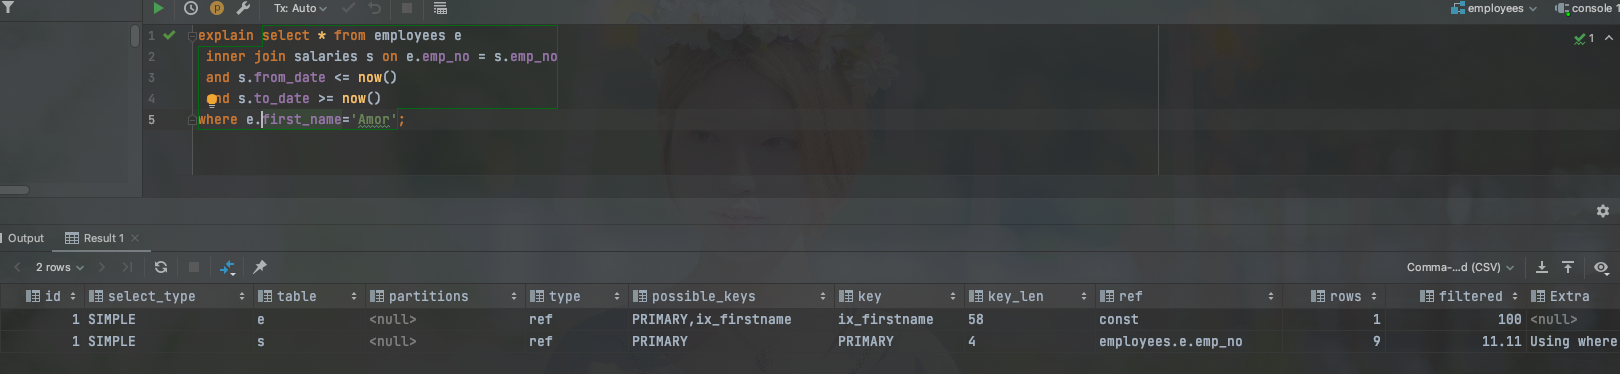 Tx: Auto
employees
console 1
1 explain select * from employees e
1
2 inner join salaries s on e.emp_no = s.emp_no
3 and s.from_date <= now()
4 nd s.to_date >= now()
5 where e.first_name='Amor';
Output
Result 1
2 rows
Comma-...d (CSV)
id select_type table partitions type possible_keys key key_len ref rows filtered Extra
1 SIMPLE e <null> ref PRIMARY,ix_firstname ix_firstname 58 const 1 100 <null>
1 SIMPLE s <null> ref PRIMARY PRIMARY 4 employees.e.emp_no 9 11.11 Using where